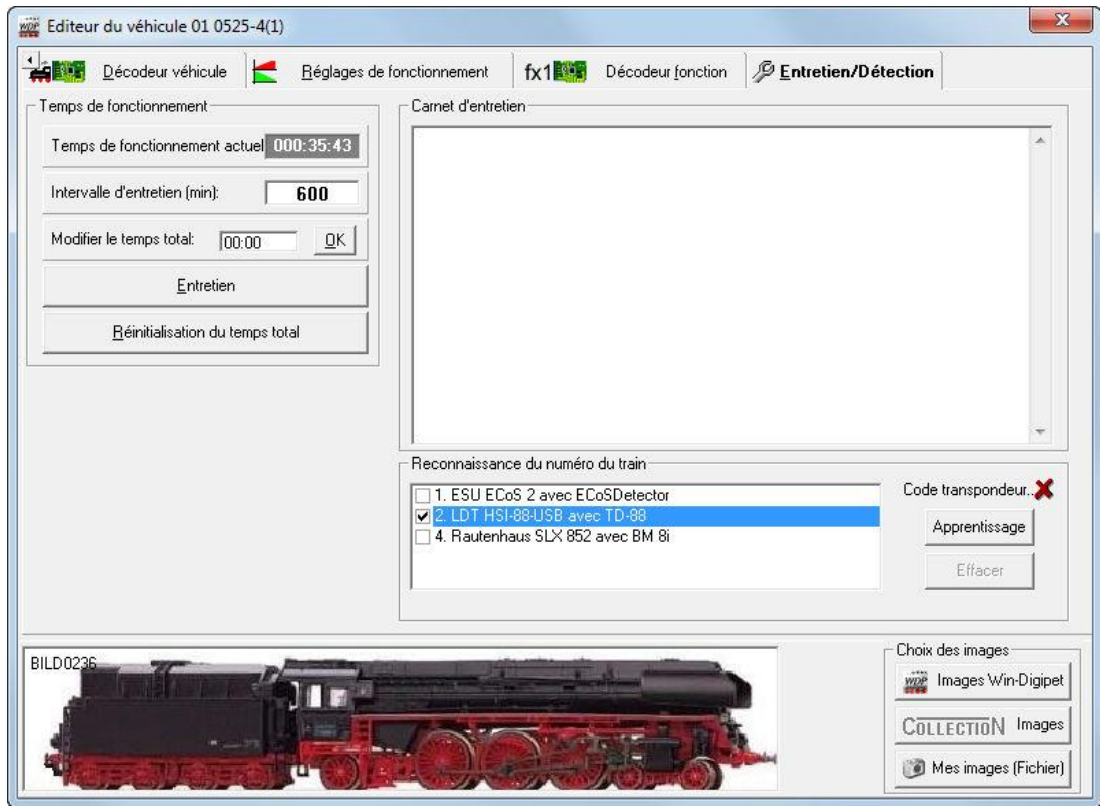 WDP Editeur du véhicule 01 0525-4(1)
Décodeur véhicule
Réglages de fonctionnement
fx1 Décodeur fonction
Entretien/Détection
Temps de fonctionnement
Temps de fonctionnement actuel 000:35:43
Intervalle d'entretien (min): 600
Modifier le temps total: 00:00 OK
Entretien
Réinitialisation du temps total
Carnet d'entretien
Reconnaissance du numéro du train
1. ESU ECoS 2 avec ECoSDetector
2. LDT HSI-88-USB avec TD-88
4. Rautenhaus SLX 852 avec BM 8i
Code transpondeur..
Apprentissage
Effacer
BILD0236
Choix des images
WDP Images Win-Digipet
COLLECTION Images
Mes images (Fichier)